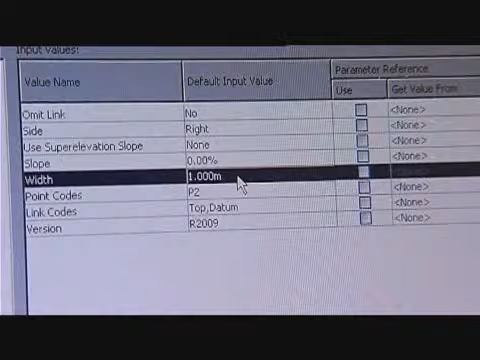 Input Values:
Value Name Default Input Value Parameter Reference
Use Get Value From
Omit Link No <None>
Side Right <None>
Use Superelevation Slope None <None>
Slope 0.00% <None>
Width 1.000m
Point Codes P2 <None>
Link Codes Top,Datum <None>
Version R2009 <None>